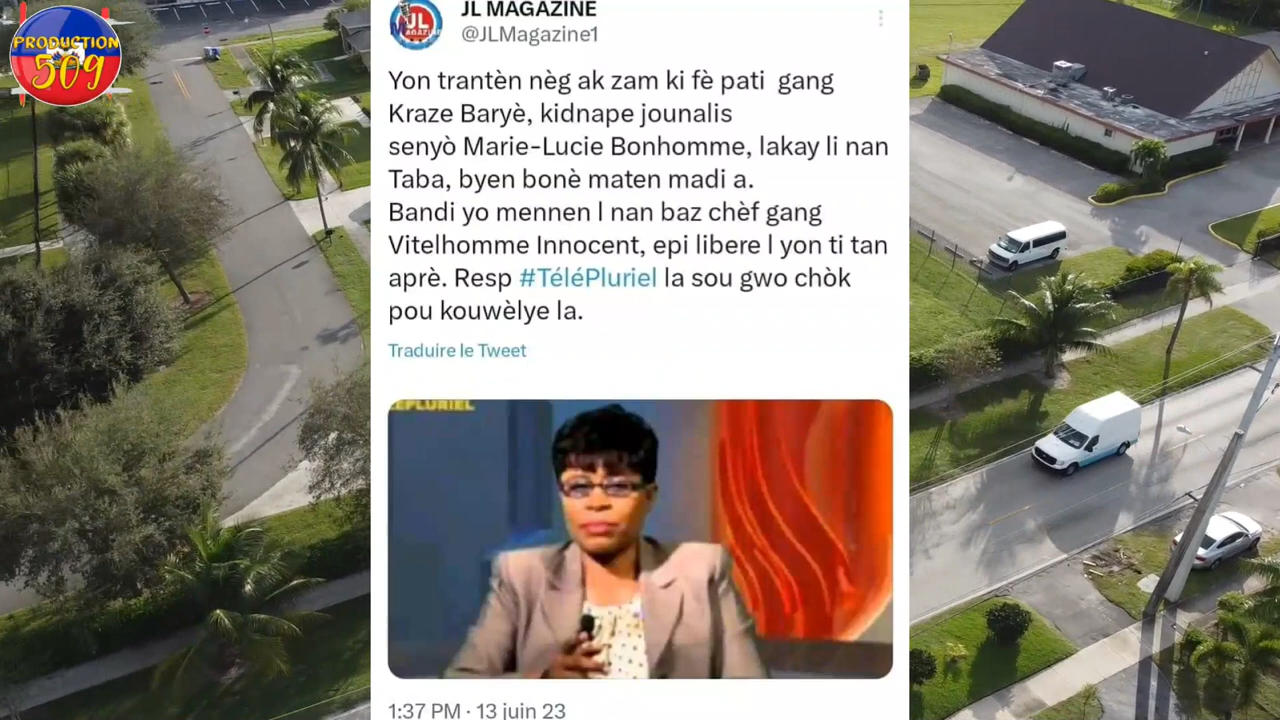 PRODUCTION
509
JL
MAGAZINE
JL MAGAZINE
@JLMagazine1
Yon trantèn nèg ak zam ki fè pati gang
Kraze Baryè, kidnape jounalis
senyò Marie-Lucie Bonhomme, lakay li nan
Taba, byen bonè maten madi a.
Bandi yo mennen l nan baz chèf gang
Vitelhomme Innocent, epi libere l yon ti tan
aprè. Resp #TéléPluriel la sou gwo chòk
pou kouwèlye la.
Traduire le Tweet
EPLURIEL
1:37 PM · 13 juin 23